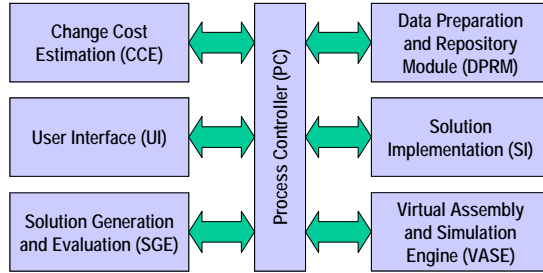 Change Cost
Estimation (CCE)
User Interface (UI)
Solution Generation
and Evaluation (SGE)
Process Controller (PC)
Data Preparation
and Repository
Module (DPRM)
Solution
Implementation (SI)
Virtual Assembly
and Simulation
Engine (VASE)